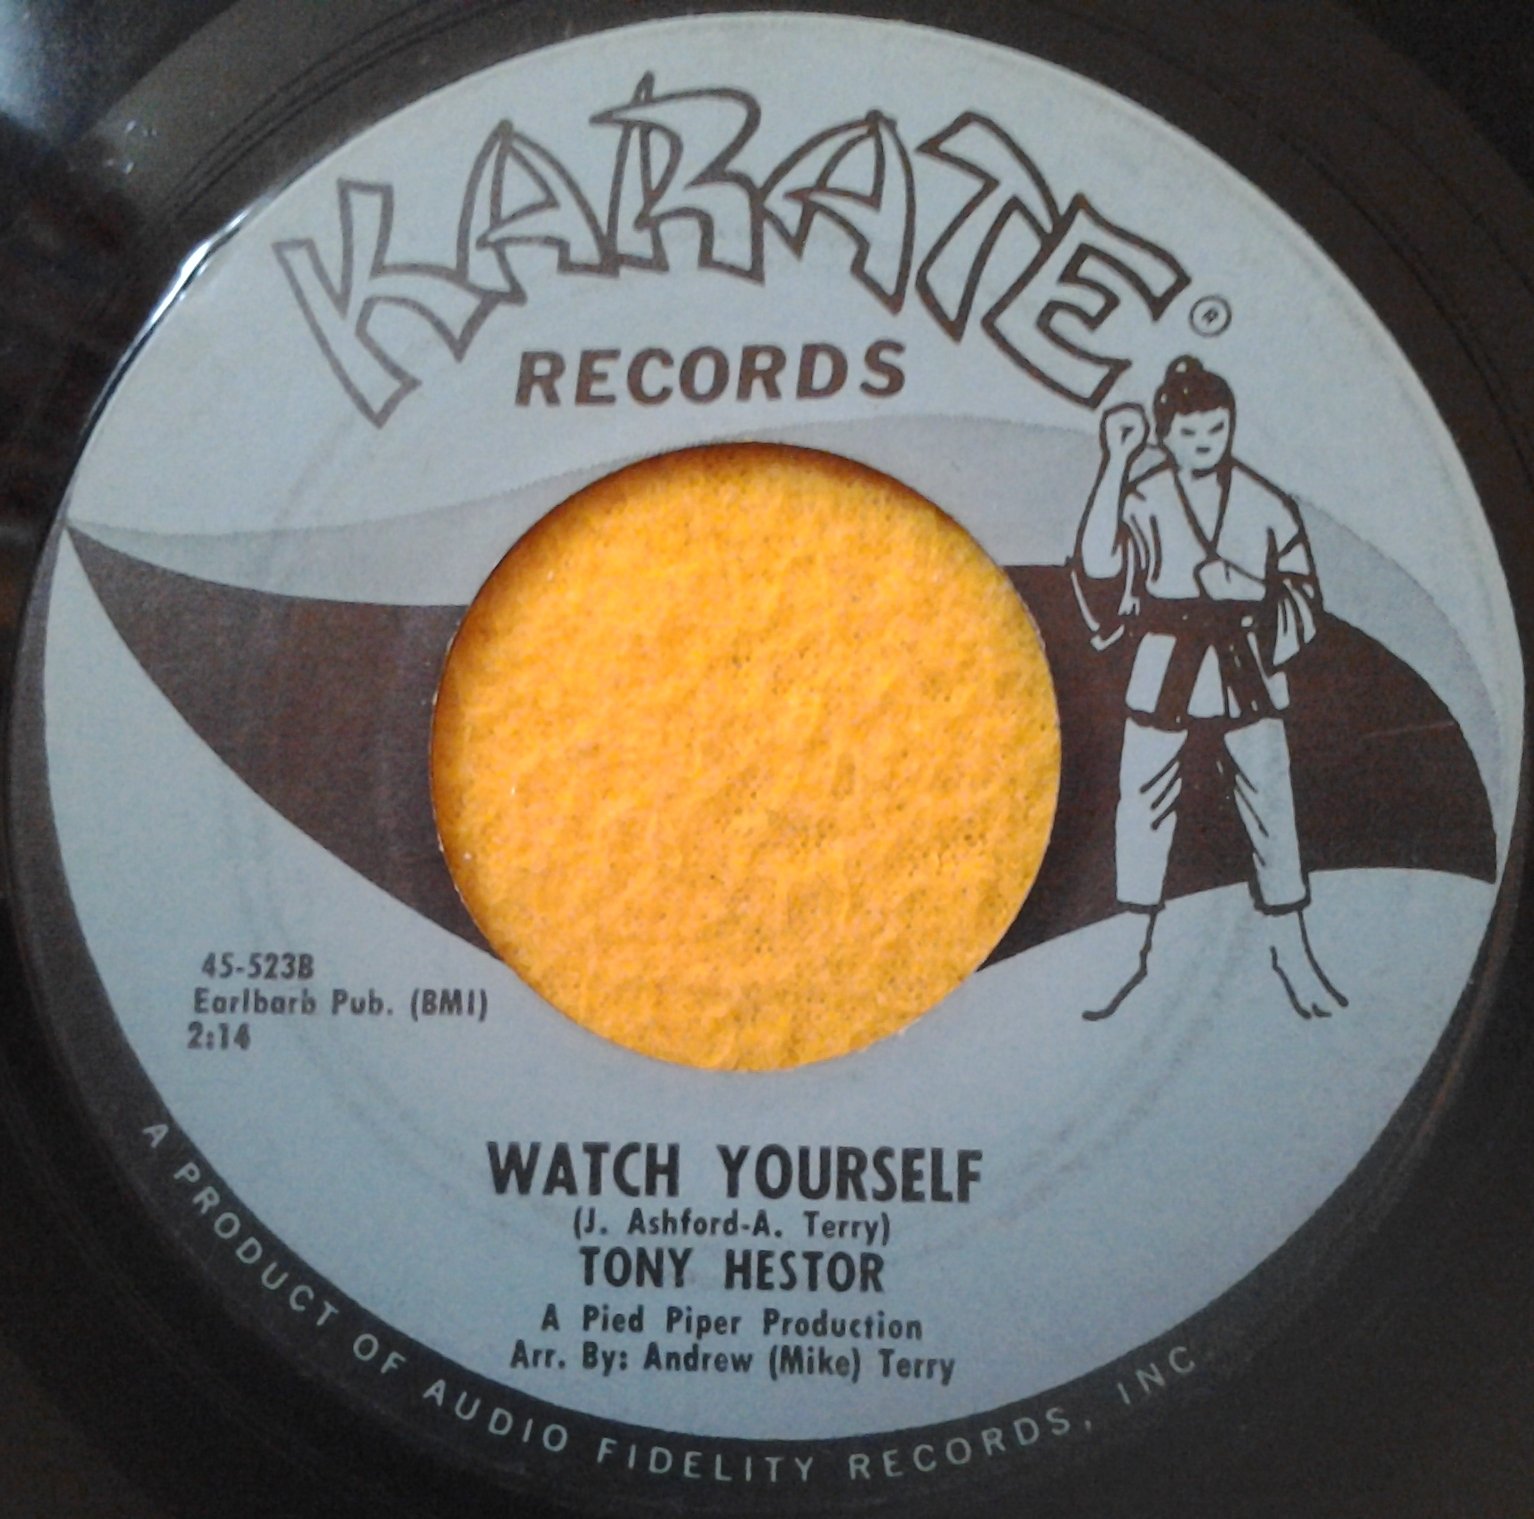 KARATE®
RECORDS
45-523B
Earlbarb Pub. (BMI)
2:14
WATCH YOURSELF
(J. Ashford-A. Terry)
TONY HESTOR
A Pied Piper Production
Arr. By: Andrew (Mike) Terry
A PRODUCT OF AUDIO FIDELITY RECORDS, INC